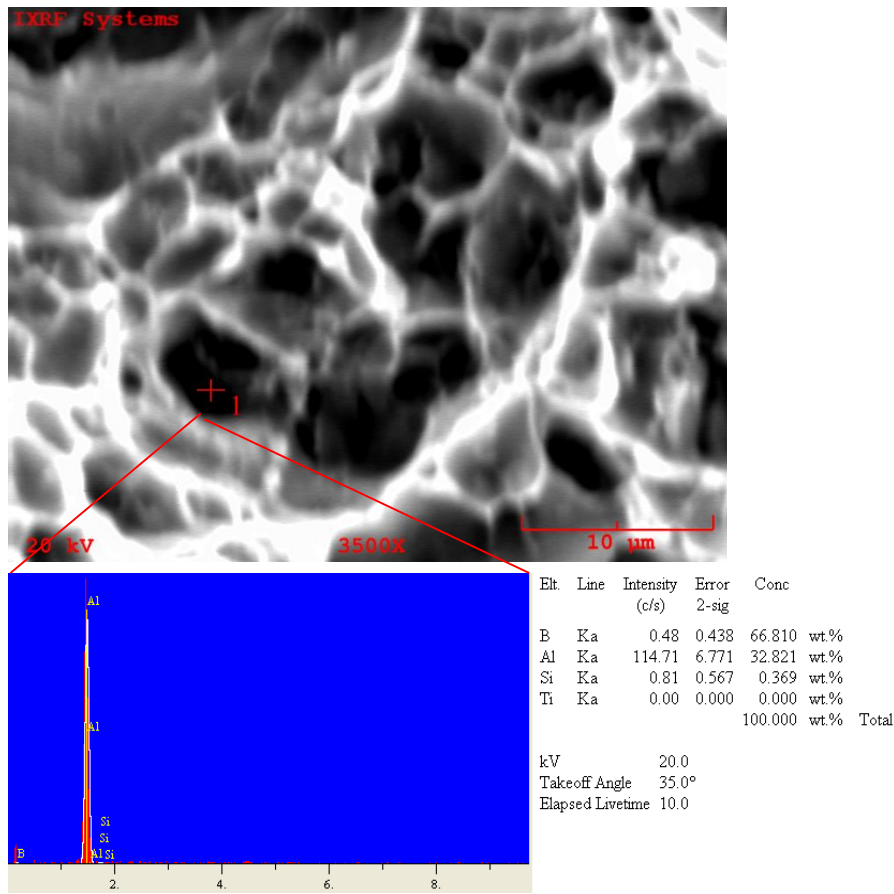 IXRF Systems
1
20 kV 3500X 10 µm
Al
Al
Si
Si
B Al Si
2. 4. 6. 8.
Elt. Line Intensity Error Conc
(c/s) 2-sig
B Ka 0.48 0.438 66.810 wt.%
Al Ka 114.71 6.771 32.821 wt.%
Si Ka 0.81 0.567 0.369 wt.%
Ti Ka 0.00 0.000 0.000 wt.%
100.000 wt.% Total
kV 20.0
Takeoff Angle 35.0°
Elapsed Livetime 10.0